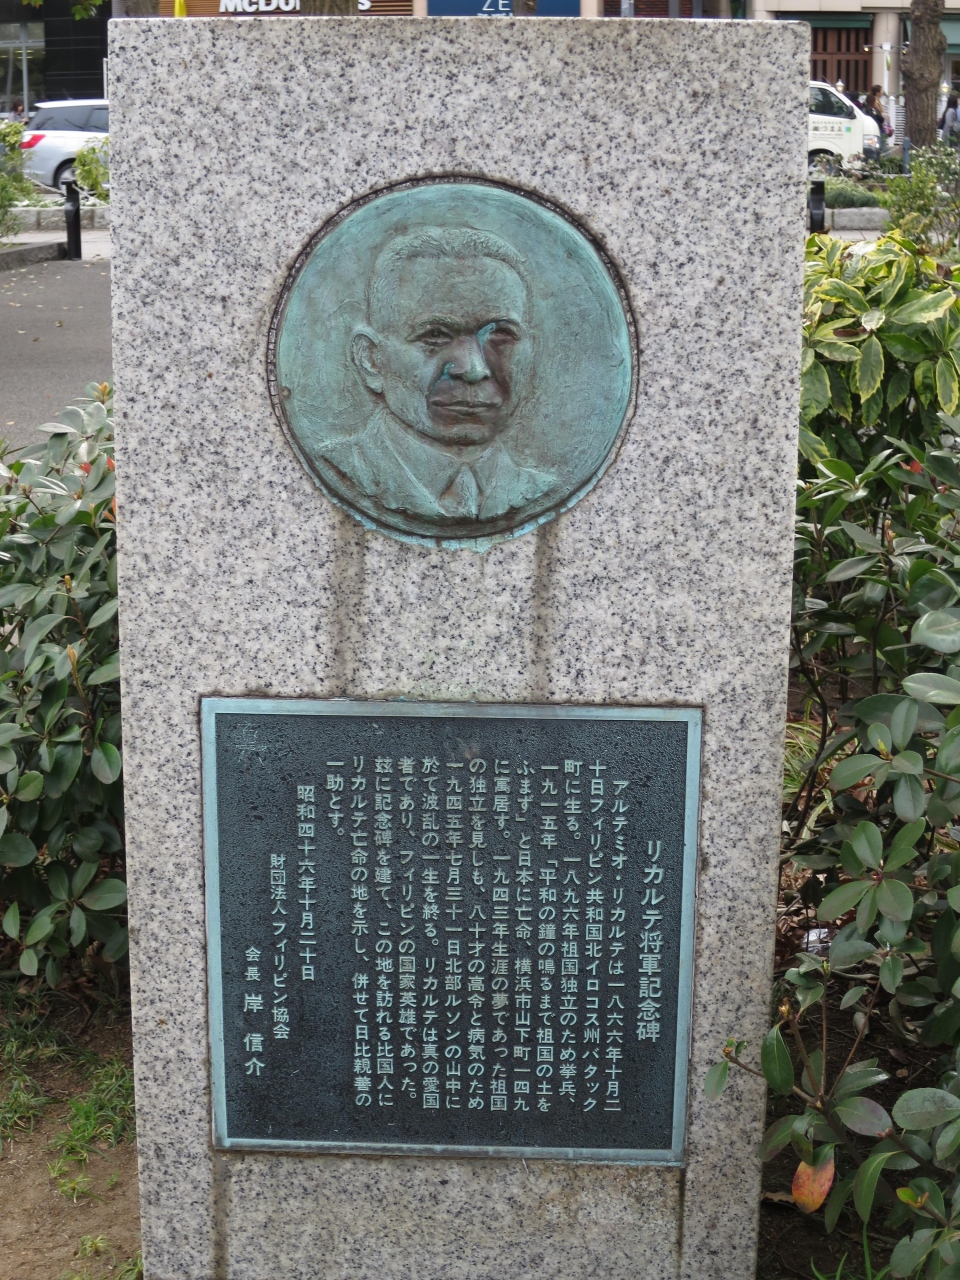 McDon s
ZE
リカルテ将軍記念碑
アルテミオ・リカルテは一八六六年十月二
十日フィリピン共和国北イロコス州バタック
町に生る。一八九六年祖国独立のため挙兵、
一九一五年「平和の鐘の鳴るまで祖国の土を
ふまず」と日本に亡命、横浜市山下町一四九
に寓居す。一九四三年生涯の夢であった祖国
の独立を見しも、八十才の高令と病気のため
一九四五年七月三十一日北部ルソンの山中に
於て波乱の一生を終る。リカルテは真の愛国
者であり、フィリピンの国家英雄であった。
茲に記念碑を建て、この地を訪れる比国人に
リカルテ亡命の地を示し、併せて日比親善の
一助とす。
昭和四十六年十月二十日
財団法人フィリピン協会
会長 岸 信介